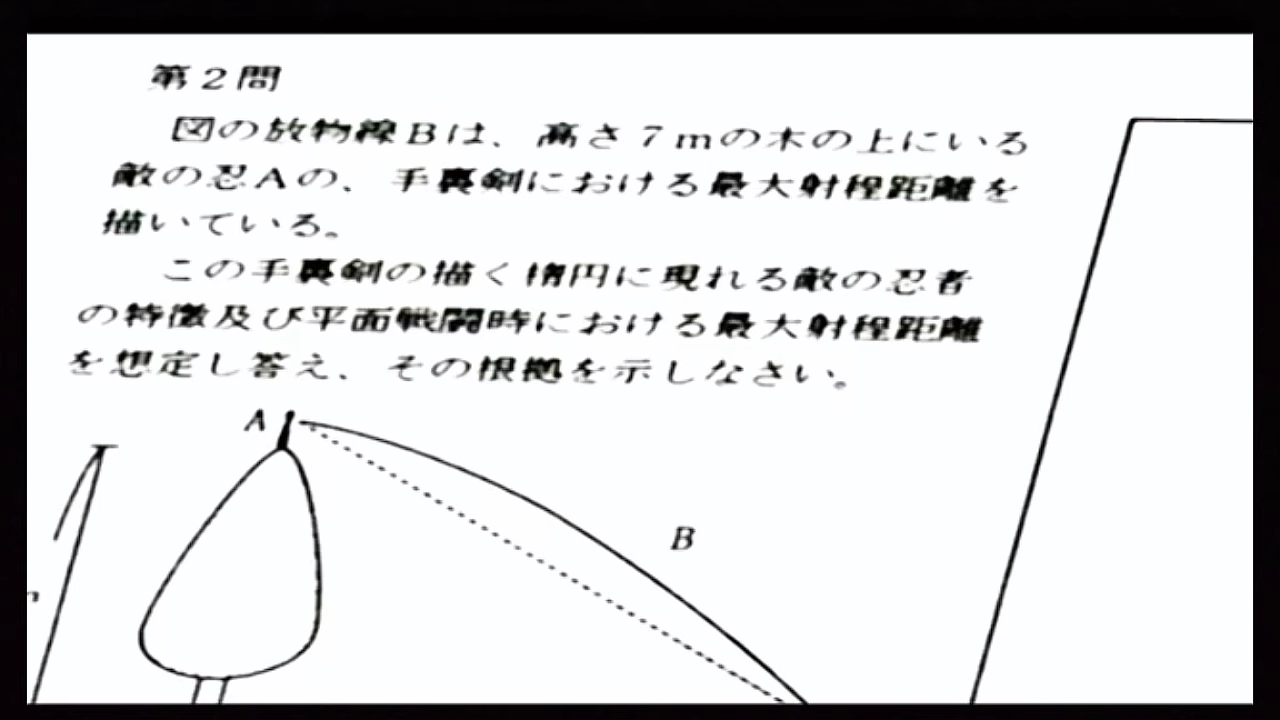 第2問
図の放物線Bは、高さ7mの木の上にいる
敵の忍Aの、手裏剣における最大射程距離を
描いている。
この手裏剣の描く楕円に現れる敵の忍者
の特徴及び平面戦闘時における最大射程距離
を想定し答え、その根拠を示しなさい。
A
B